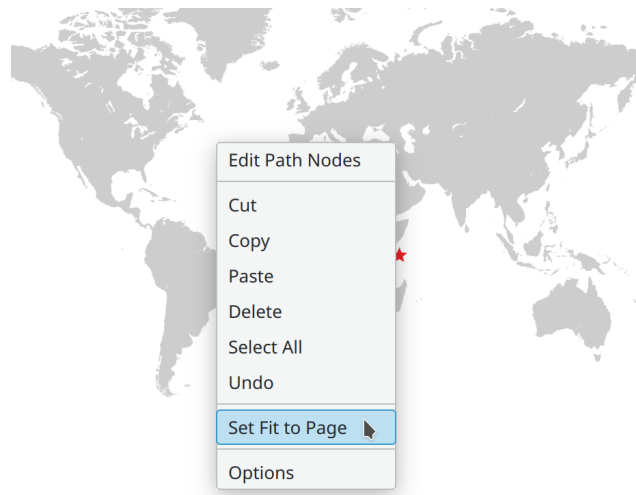 Edit Path Nodes
Cut
Copy
Paste
Delete
Select All
Undo
Set Fit to Page
Options